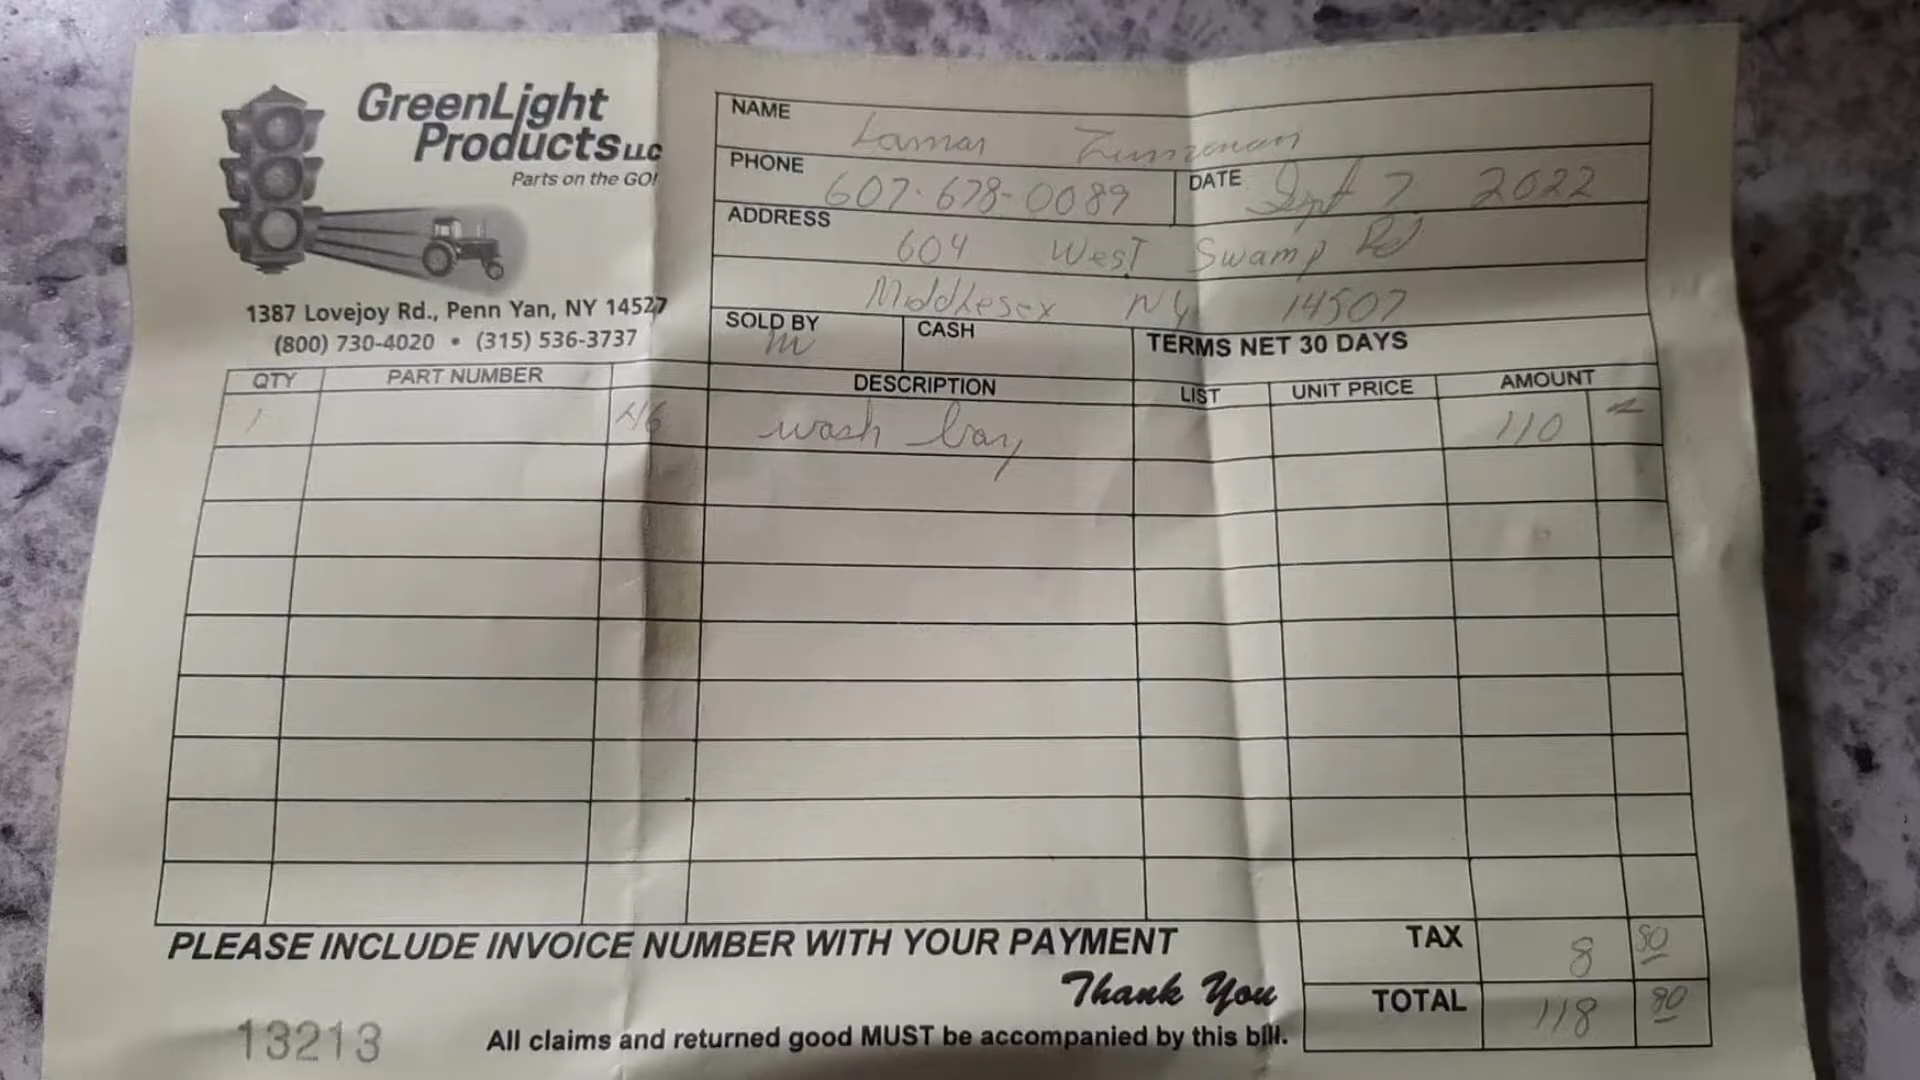 GreenLight
Products LLC
Parts on the GO!
1387 Lovejoy Rd., Penn Yan, NY 14527
(800) 730-4020 • (315) 536-3737
NAME Lamar
PHONE 607-678-0089 DATE Sept 7 2022
ADDRESS 604 West Swamp Rd
Middlesex NY 14507
SOLD BY m CASH TERMS NET 30 DAYS
QTY PART NUMBER DESCRIPTION LIST UNIT PRICE AMOUNT
1 wash bay 110
PLEASE INCLUDE INVOICE NUMBER WITH YOUR PAYMENT TAX 8 80
Thank You
TOTAL 118 80
13213 All claims and returned good MUST be accompanied by this bill.